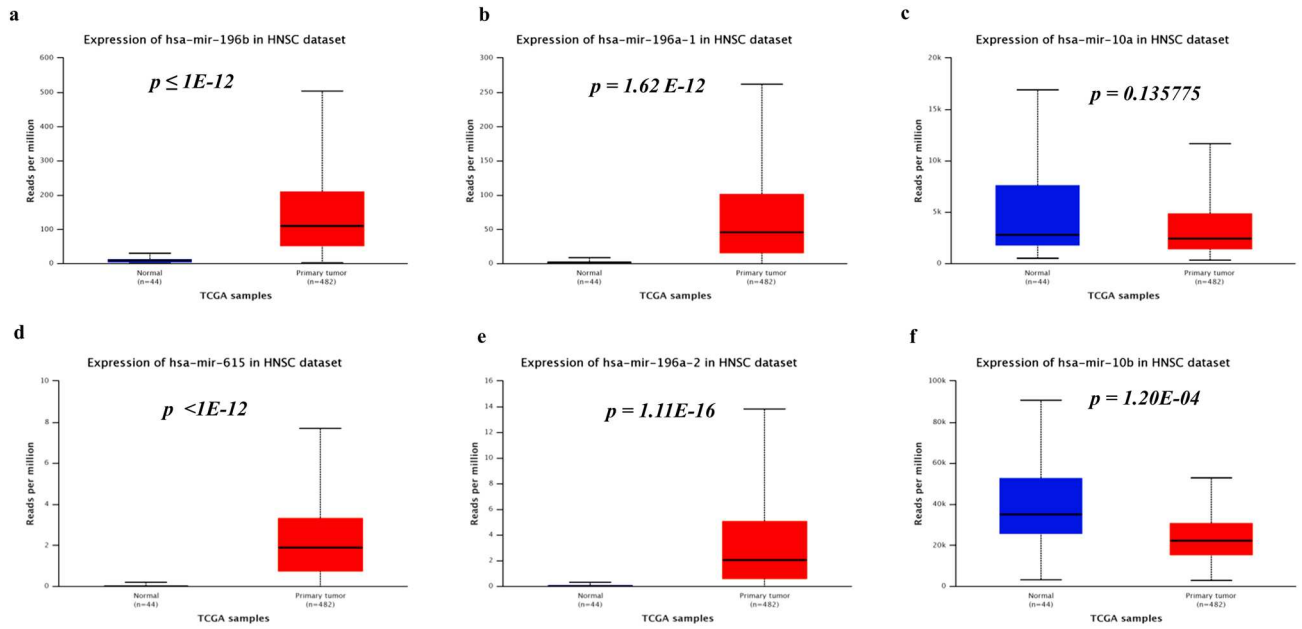 a
Expression of hsa-mir-196b in HNSC dataset
p ≤ 1E-12
Reads per million
600
500
400
300
200
100
0
Normal
(n=44)
Primary tumor
(n=482)
TCGA samples
b
Expression of hsa-mir-196a-1 in HNSC dataset
p = 1.62 E-12
Reads per million
300
250
200
150
100
50
0
Normal
(n=44)
Primary tumor
(n=482)
TCGA samples
c
Expression of hsa-mir-10a in HNSC dataset
p = 0.135775
Reads per million
20k
15k
10k
5k
0
Normal
(n=44)
Primary tumor
(n=482)
TCGA samples
d
Expression of hsa-mir-615 in HNSC dataset
p <1E-12
Reads per million
10
8
6
4
2
0
Normal
(n=44)
Primary tumor
(n=482)
TCGA samples
e
Expression of hsa-mir-196a-2 in HNSC dataset
p = 1.11E-16
Reads per million
16
14
12
10
8
6
4
2
0
Normal
(n=44)
Primary tumor
(n=482)
TCGA samples
f
Expression of hsa-mir-10b in HNSC dataset
p = 1.20E-04
Reads per million
100k
80k
60k
40k
20k
0
Normal
(n=44)
Primary tumor
(n=482)
TCGA samples